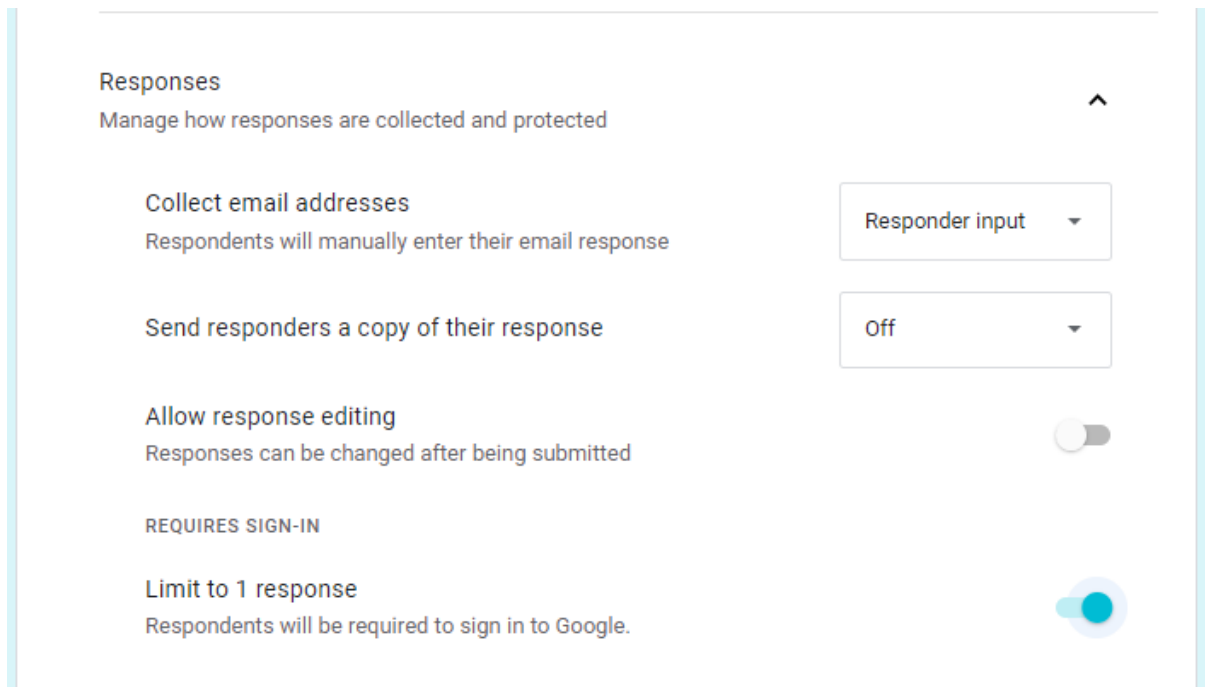 Responses
Manage how responses are collected and protected
Collect email addresses
Respondents will manually enter their email response
Responder input
Send responders a copy of their response
Off
Allow response editing
Responses can be changed after being submitted
REQUIRES SIGN-IN
Limit to 1 response
Respondents will be required to sign in to Google.